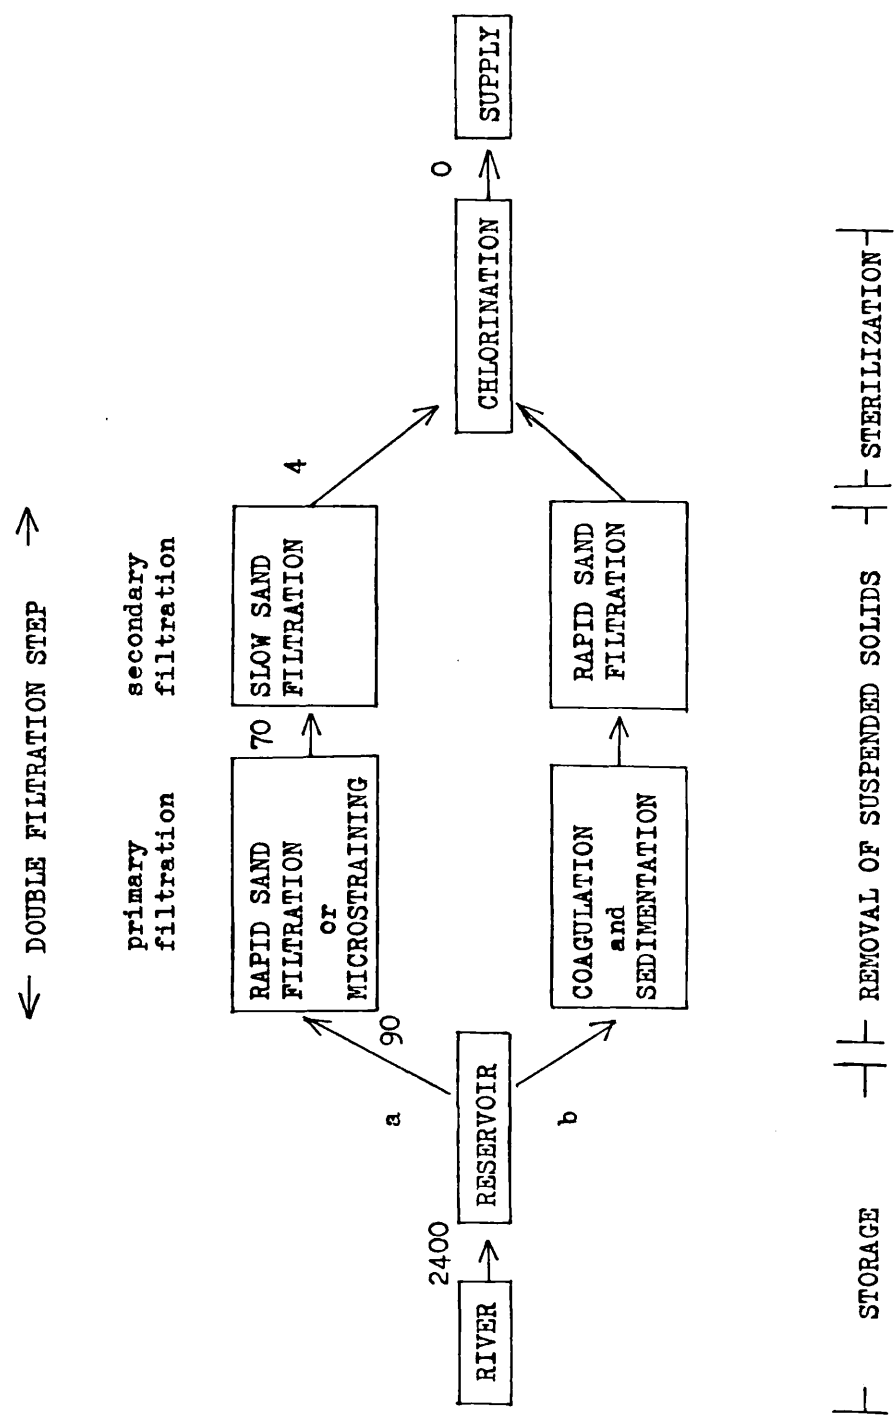 ← DOUBLE FILTRATION STEP →
primary
filtration
secondary
filtration
RAPID SAND
FILTRATION
or
MICROSTRAINING
70
SLOW SAND
FILTRATION
4
90
a
2400
RIVER
RESERVOIR
CHLORINATION
0
SUPPLY
b
COAGULATION
and
SEDIMENTATION
RAPID SAND
FILTRATION
STORAGE
REMOVAL OF SUSPENDED SOLIDS
STERILIZATION